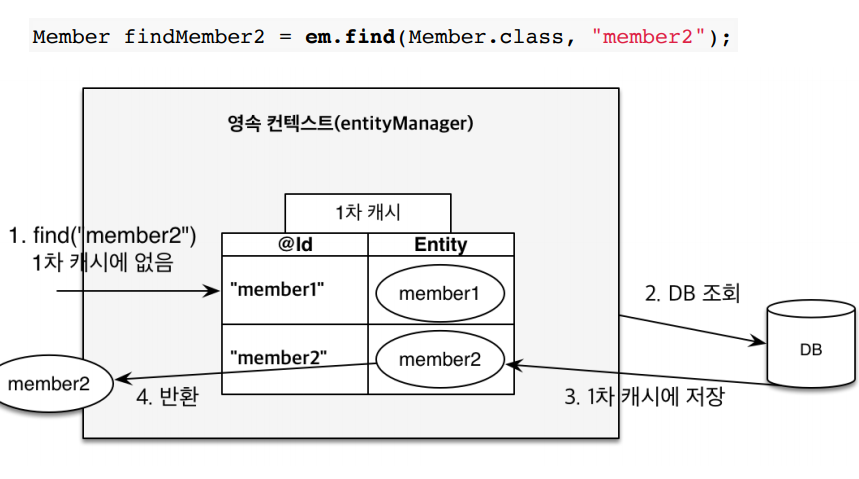 Member findMember2 = em.find(Member.class, "member2");
영속 컨텍스트(entityManager)
1차 캐시
@Id Entity
1. find("member2")
1차 캐시에 없음
"member1" member1
2. DB 조회
DB
"member2" member2
member2
4. 반환
3. 1차 캐시에 저장